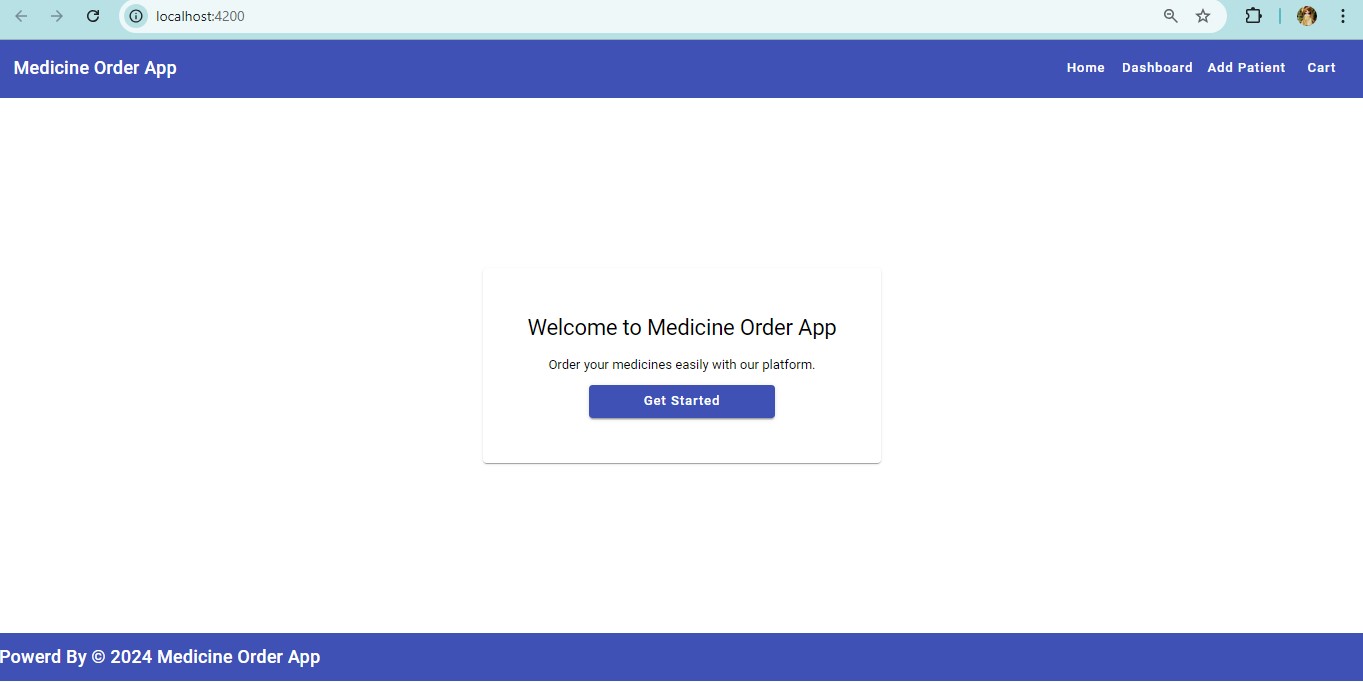 localhost:4200
Medicine Order App
Home Dashboard Add Patient Cart
Welcome to Medicine Order App
Order your medicines easily with our platform.
Get Started
Powerd By © 2024 Medicine Order App